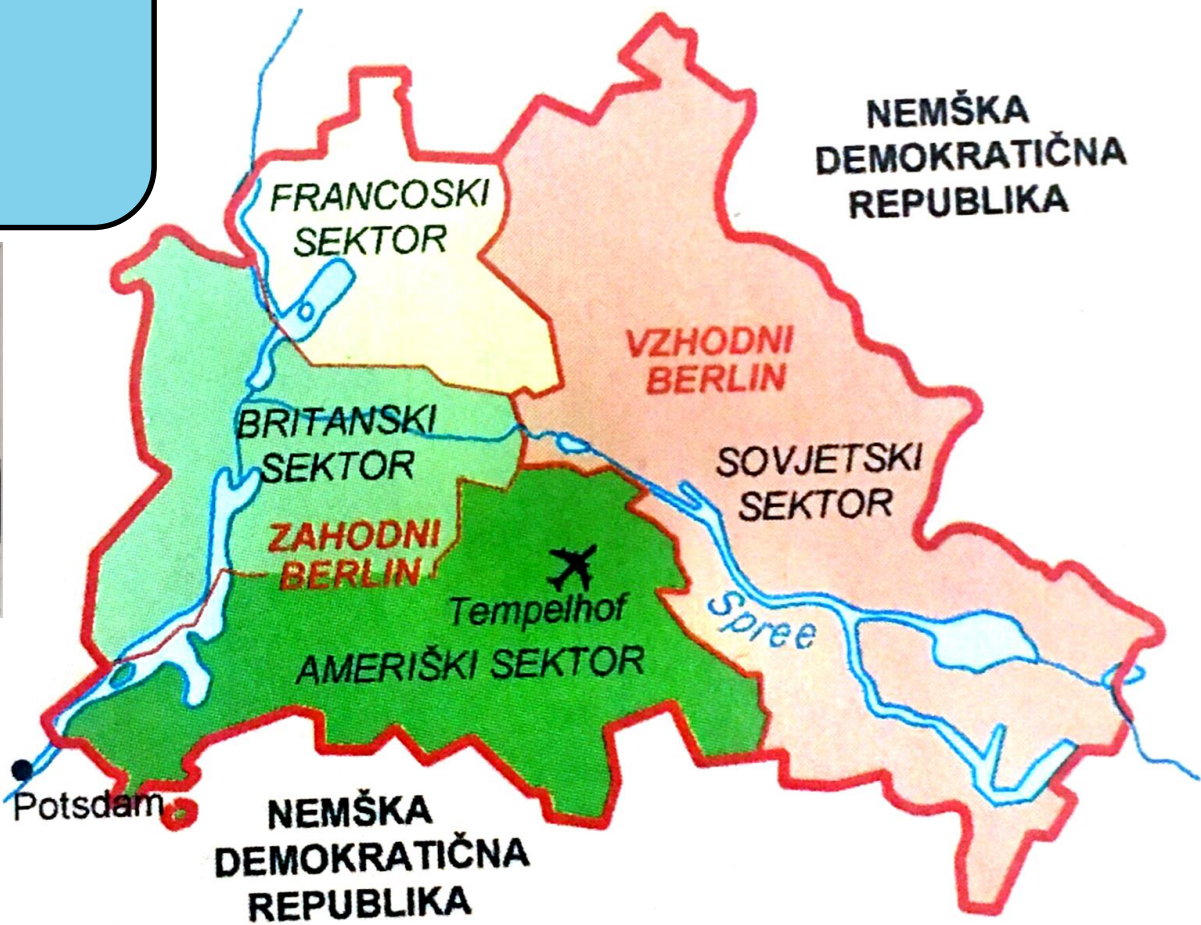 NEMŠKA
DEMOKRATIČNA
REPUBLIKA
FRANCOSKI
SEKTOR
VZHODNI
BERLIN
BRITANSKI
SEKTOR
SOVJETSKI
SEKTOR
ZAHODNI
BERLIN
Tempelhof
Spree
AMERIŠKI SEKTOR
Potsdam
NEMŠKA
DEMOKRATIČNA
REPUBLIKA